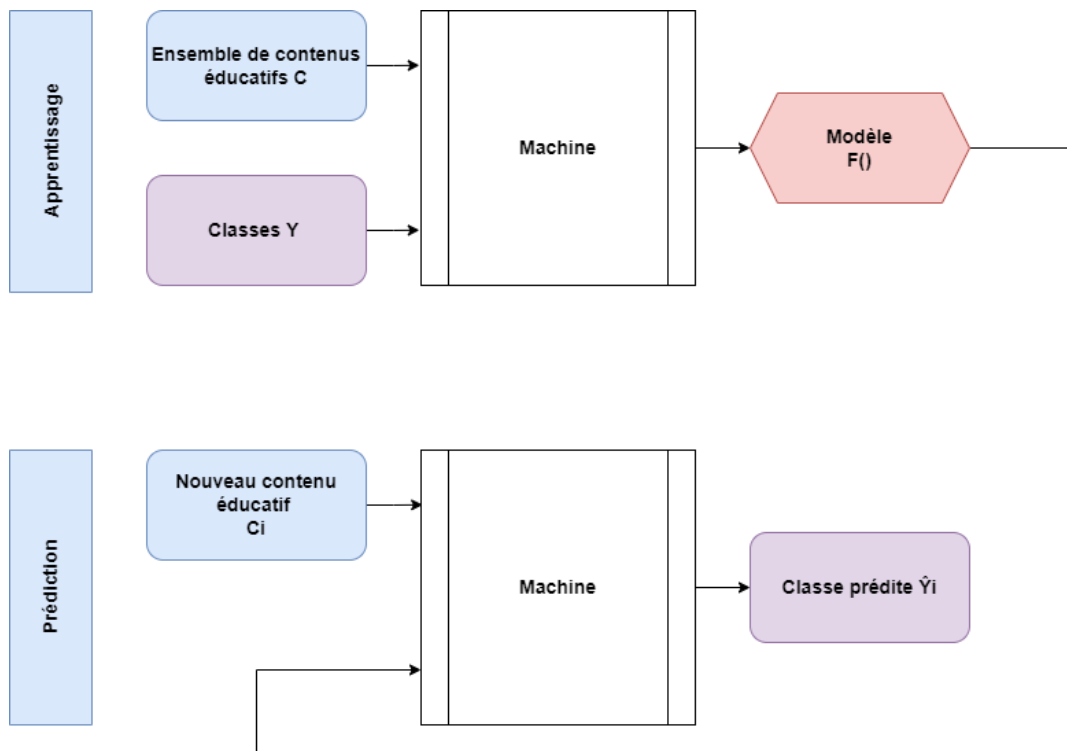 Apprentissage
Ensemble de contenus
éducatifs C
Classes Y
Machine
Modèle
F()
Prédiction
Nouveau contenu
éducatif
Ci
Machine
Classe prédite Ŷi